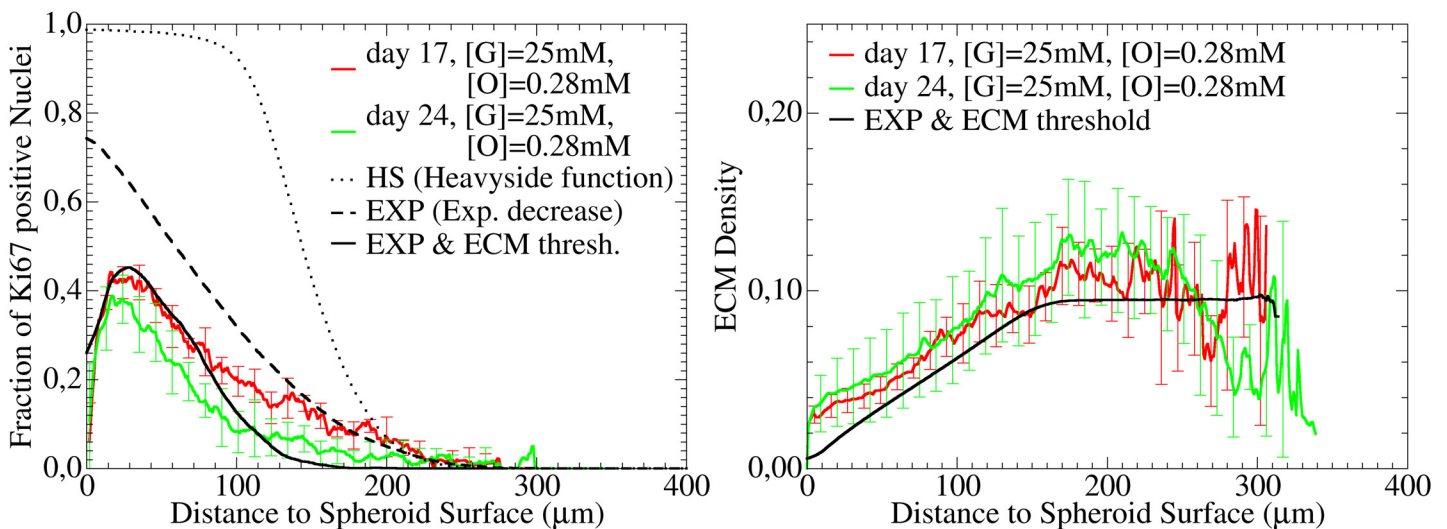 1,0
0,8
0,6
0,4
0,2
0,0
Fraction of Ki67 positive Nuclei
day 17, [G]=25mM,
[O]=0.28mM
day 24, [G]=25mM,
[O]=0.28mM
HS (Heavyside function)
EXP (Exp. decrease)
EXP & ECM thresh.
0 100 200 300 400
Distance to Spheroid Surface (μm)
0,20
0,10
0,00
ECM Density
day 17, [G]=25mM, [O]=0.28mM
day 24, [G]=25mM, [O]=0.28mM
EXP & ECM threshold
0 100 200 300 400
Distance to Spheroid Surface (μm)